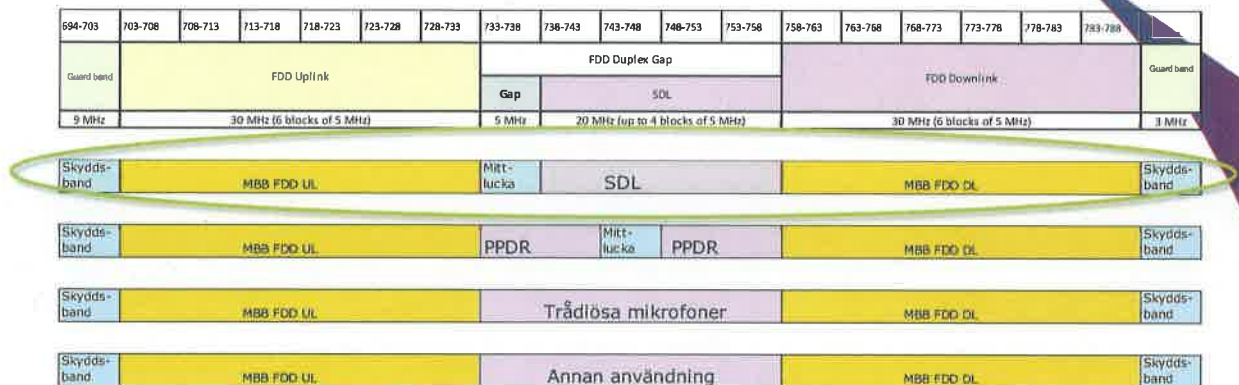 694-703 703-708 708-713 713-718 718-723 723-728 728-733 733-738 738-743 743-748 748-753 753-758 758-763 763-768 768-773 773-778 778-783 783-788
Guard band FDD Uplink FDD Duplex Gap FDD Downlink Guard band
Gap SDL
9 MHz 30 MHz (6 blocks of 5 MHz) 5 MHz 20 MHz (up to 4 blocks of 5 MHz) 30 MHz (6 blocks of 5 MHz) 3 MHz
Skydds-
band MBB FDD UL Mitt-
lucka SDL MBB FDD DL Skydds-
band
Skydds-
band MBB FDD UL PPDR Mitt-
lucka PPDR MBB FDD DL Skydds-
band
Skydds-
band MBB FDD UL Trådlösa mikrofoner MBB FDD DL Skydds-
band
Skydds-
band MBB FDD UL Annan användning MBB FDD DL Skydds-
band